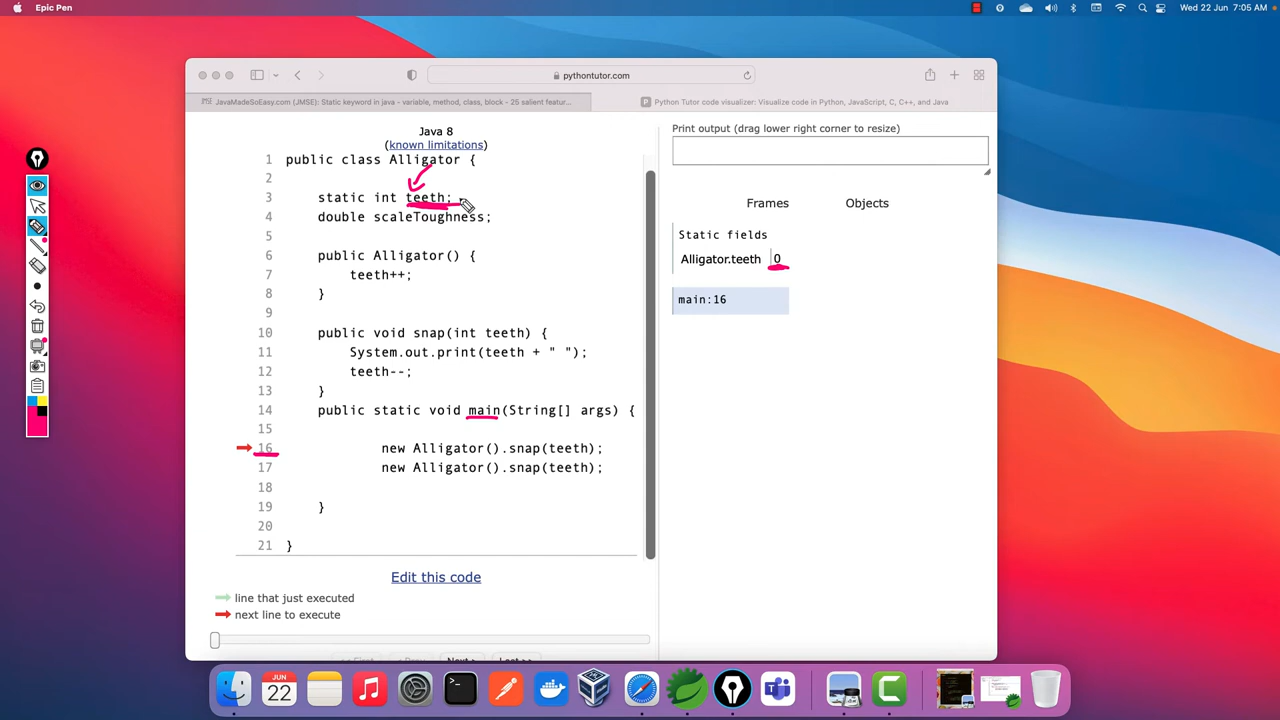 Epic Pen
Wed 22 Jun 7:05 AM
pythontutor.com
JavaMadeSoEasy.com (JMSE): Static keyword in java - variable, method, class, block - 25 salient featur...
Python Tutor code visualizer: Visualize code in Python, JavaScript, C, C++, and Java
Java 8
(known limitations)
1 public class Alligator {
2
3 static int teeth;
4 double scaleToughness;
5
6 public Alligator() {
7 teeth++;
8 }
9
10 public void snap(int teeth) {
11 System.out.print(teeth + " ");
12 teeth--;
13 }
14 public static void main(String[] args) {
15
16 new Alligator().snap(teeth);
17 new Alligator().snap(teeth);
18
19 }
20
21 }
Edit this code
line that just executed
next line to execute
Print output (drag lower right corner to resize)
Frames Objects
Static fields
Alligator.teeth 0
main:16
JUN
22